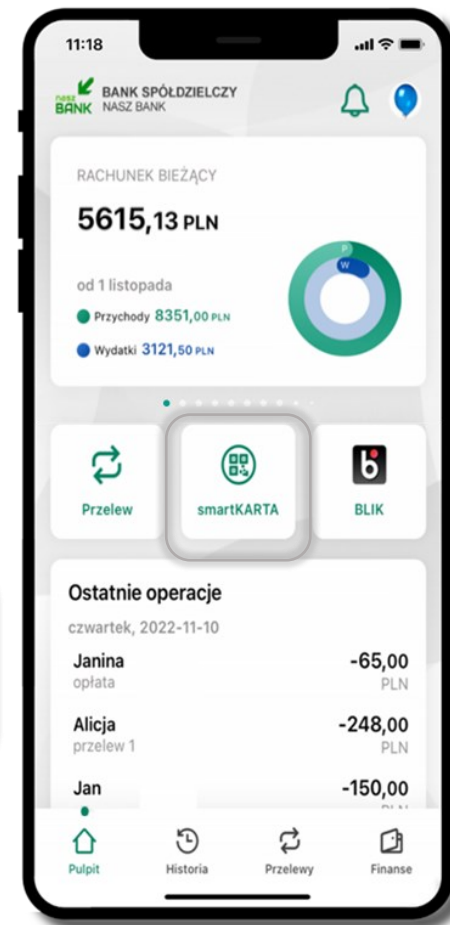 11:18
nasz BANK BANK SPÓŁDZIELCZY
NASZ BANK
RACHUNEK BIEŻĄCY
5615,13 PLN
od 1 listopada
Przychody 8351,00 PLN
Wydatki 3121,50 PLN
P
W
Przelew smartKARTA BLIK
Ostatnie operacje
czwartek, 2022-11-10
Janina -65,00
opłata PLN
Alicja -248,00
przelew 1 PLN
Jan -150,00
PLN
Pulpit Historia Przelewy Finanse